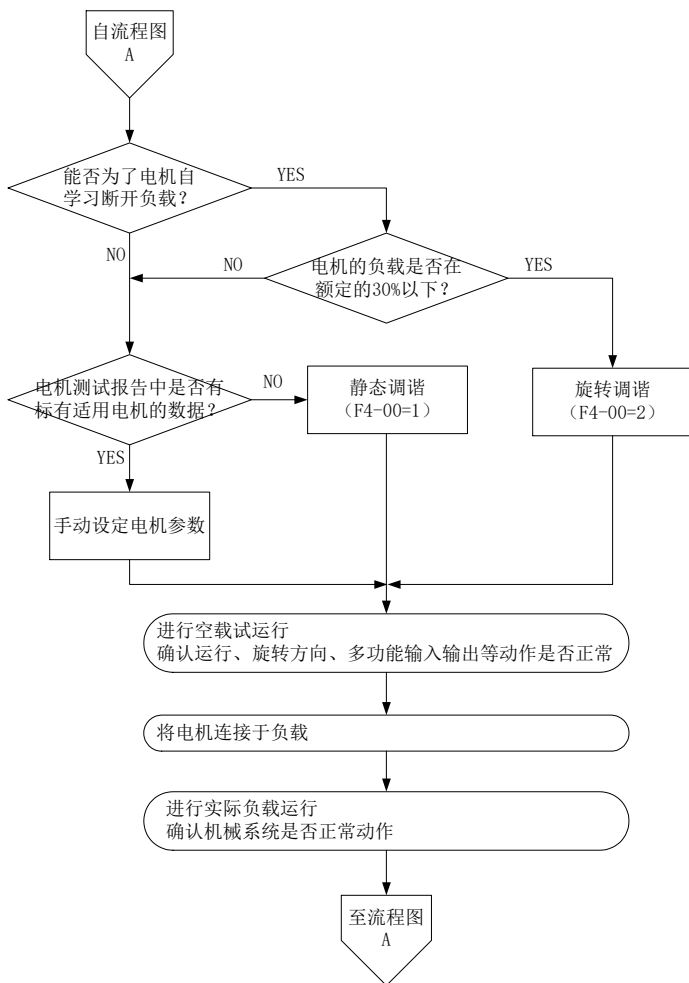 自流程图
A
能否为了电机自
学习断开负载?
YES
NO
电机的负载是否在
额定的30%以下?
NO
YES
电机测试报告中是否有
标有适用电机的数据?
NO
YES
静态调谐
(F4-00=1)
旋转调谐
(F4-00=2)
手动设定电机参数
进行空载试运行
确认运行、旋转方向、多功能输入输出等动作是否正常
将电机连接于负载
进行实际负载运行
确认机械系统是否正常动作
至流程图
A